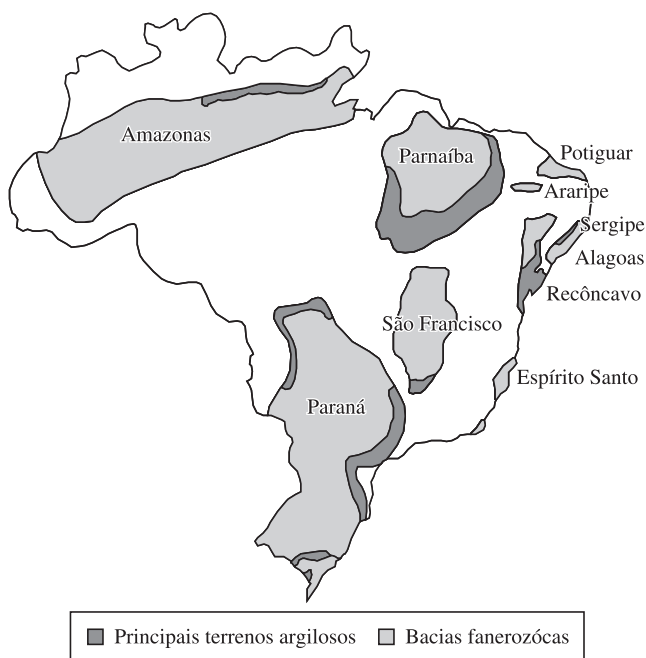 Amazonas
Parnaíba
Potiguar
Araripe
Sergipe
Alagoas
Recôncavo
São Francisco
Espírito Santo
Paraná
Principais terrenos argilosos
Bacias fanerozócas